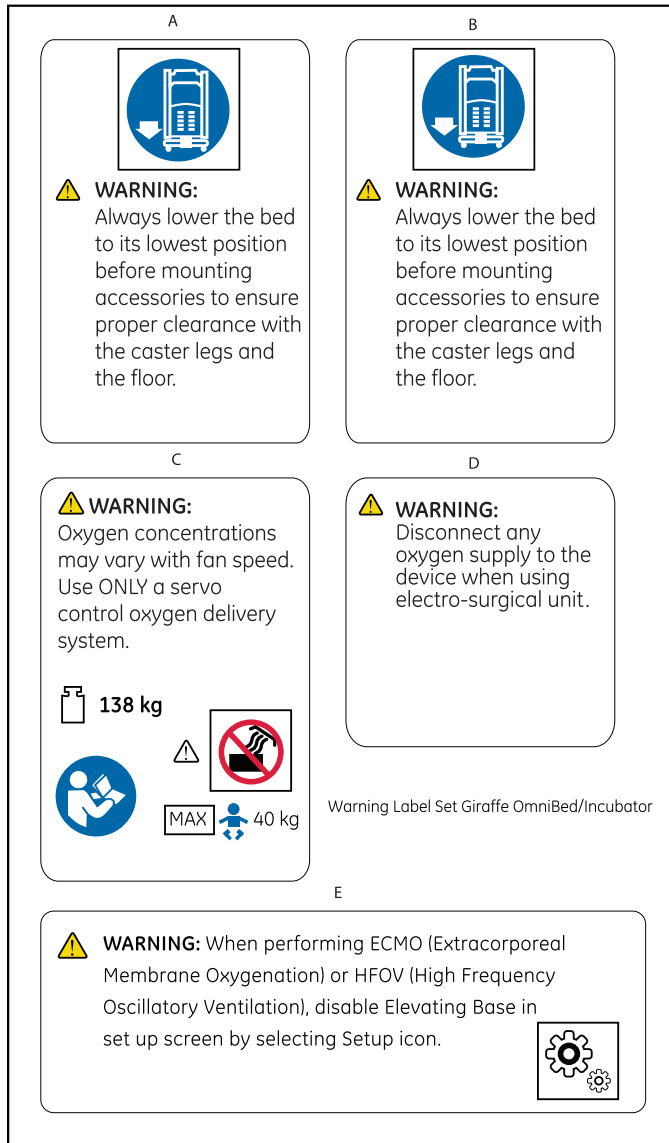 A
WARNING:
Always lower the bed
to its lowest position
before mounting
accessories to ensure
proper clearance with
the caster legs and
the floor.
B
WARNING:
Always lower the bed
to its lowest position
before mounting
accessories to ensure
proper clearance with
the caster legs and
the floor.
C
WARNING:
Oxygen concentrations
may vary with fan speed.
Use ONLY a servo
control oxygen delivery
system.
138 kg
MAX 40 kg
D
WARNING:
Disconnect any
oxygen supply to the
device when using
electro-surgical unit.
Warning Label Set Giraffe OmniBed/Incubator
E
WARNING: When performing ECMO (Extracorporeal
Membrane Oxygenation) or HFOV (High Frequency
Oscillatory Ventilation), disable Elevating Base in
set up screen by selecting Setup icon.